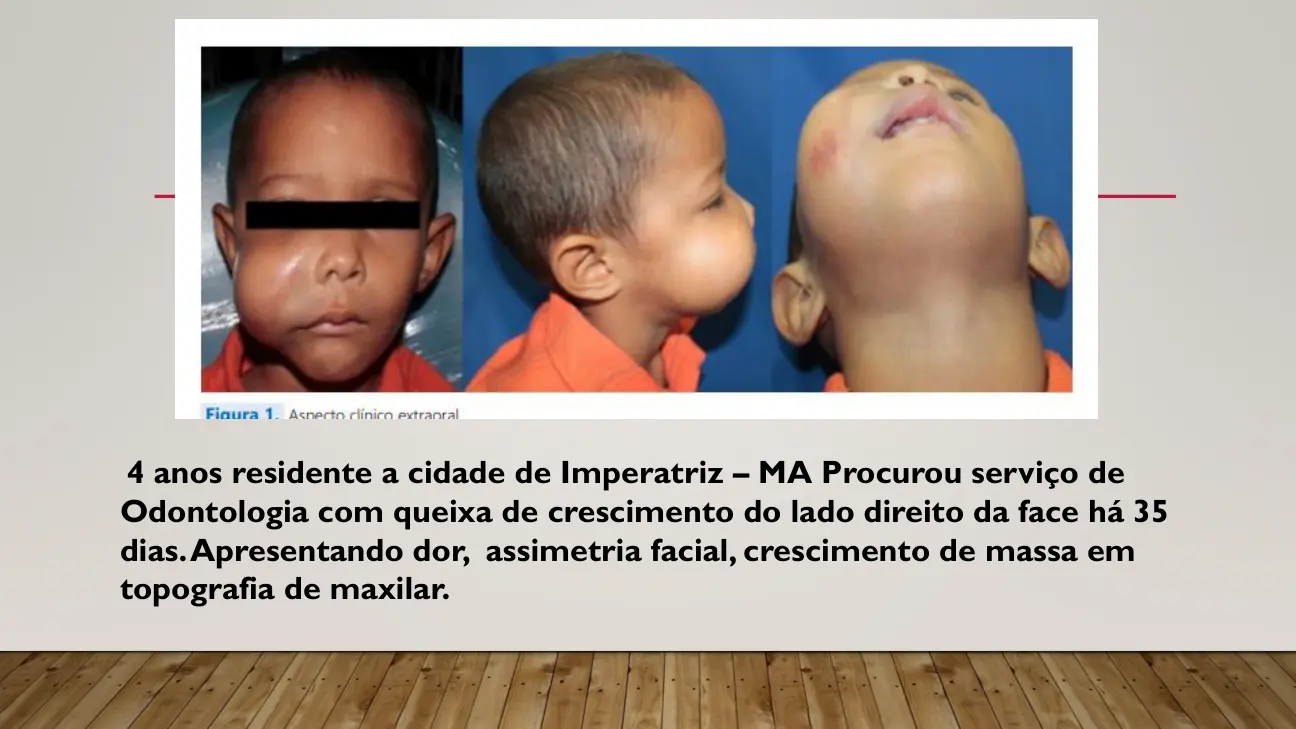 Figura 1. Aspecto clínico extraoral
4 anos residente a cidade de Imperatriz – MA Procurou serviço de
Odontologia com queixa de crescimento do lado direito da face há 35
dias. Apresentando dor, assimetria facial, crescimento de massa em
topografia de maxilar.